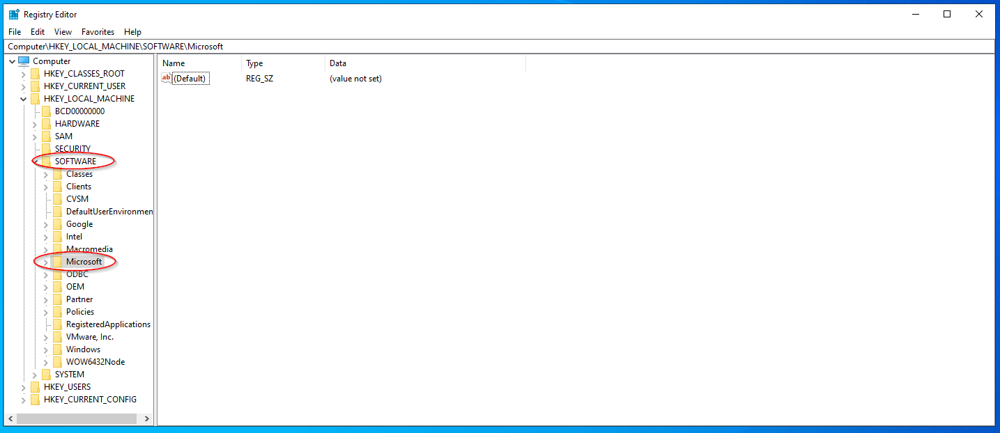 Registry Editor
File Edit View Favorites Help
Computer\HKEY_LOCAL_MACHINE\SOFTWARE\Microsoft
Computer
HKEY_CLASSES_ROOT
HKEY_CURRENT_USER
HKEY_LOCAL_MACHINE
BCD00000000
HARDWARE
SAM
SECURITY
SOFTWARE
Classes
Clients
CVSM
DefaultUserEnvironmen
Google
Intel
Macromedia
Microsoft
ODBC
OEM
Partner
Policies
RegisteredApplications
VMware, Inc.
Windows
WOW6432Node
SYSTEM
HKEY_USERS
HKEY_CURRENT_CONFIG
Name Type Data
ab (Default) REG_SZ (value not set)